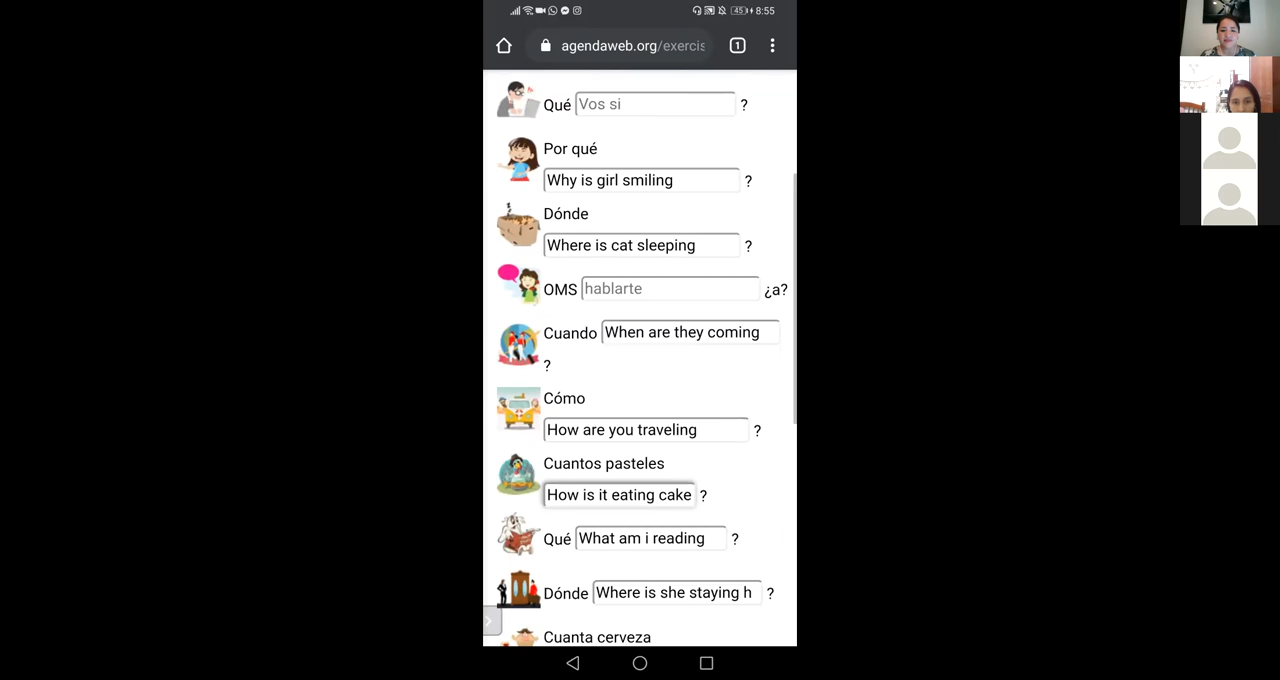 45 8:55
agendaweb.org/exercis
1
Qué Vos si ?
Por qué
Why is girl smiling ?
Dónde
Where is cat sleeping ?
OMS hablarte ¿a?
Cuando When are they coming
?
Cómo
How are you traveling ?
Cuantos pasteles
How is it eating cake ?
Qué What am i reading ?
Dónde Where is she staying h ?
Cuanta cerveza